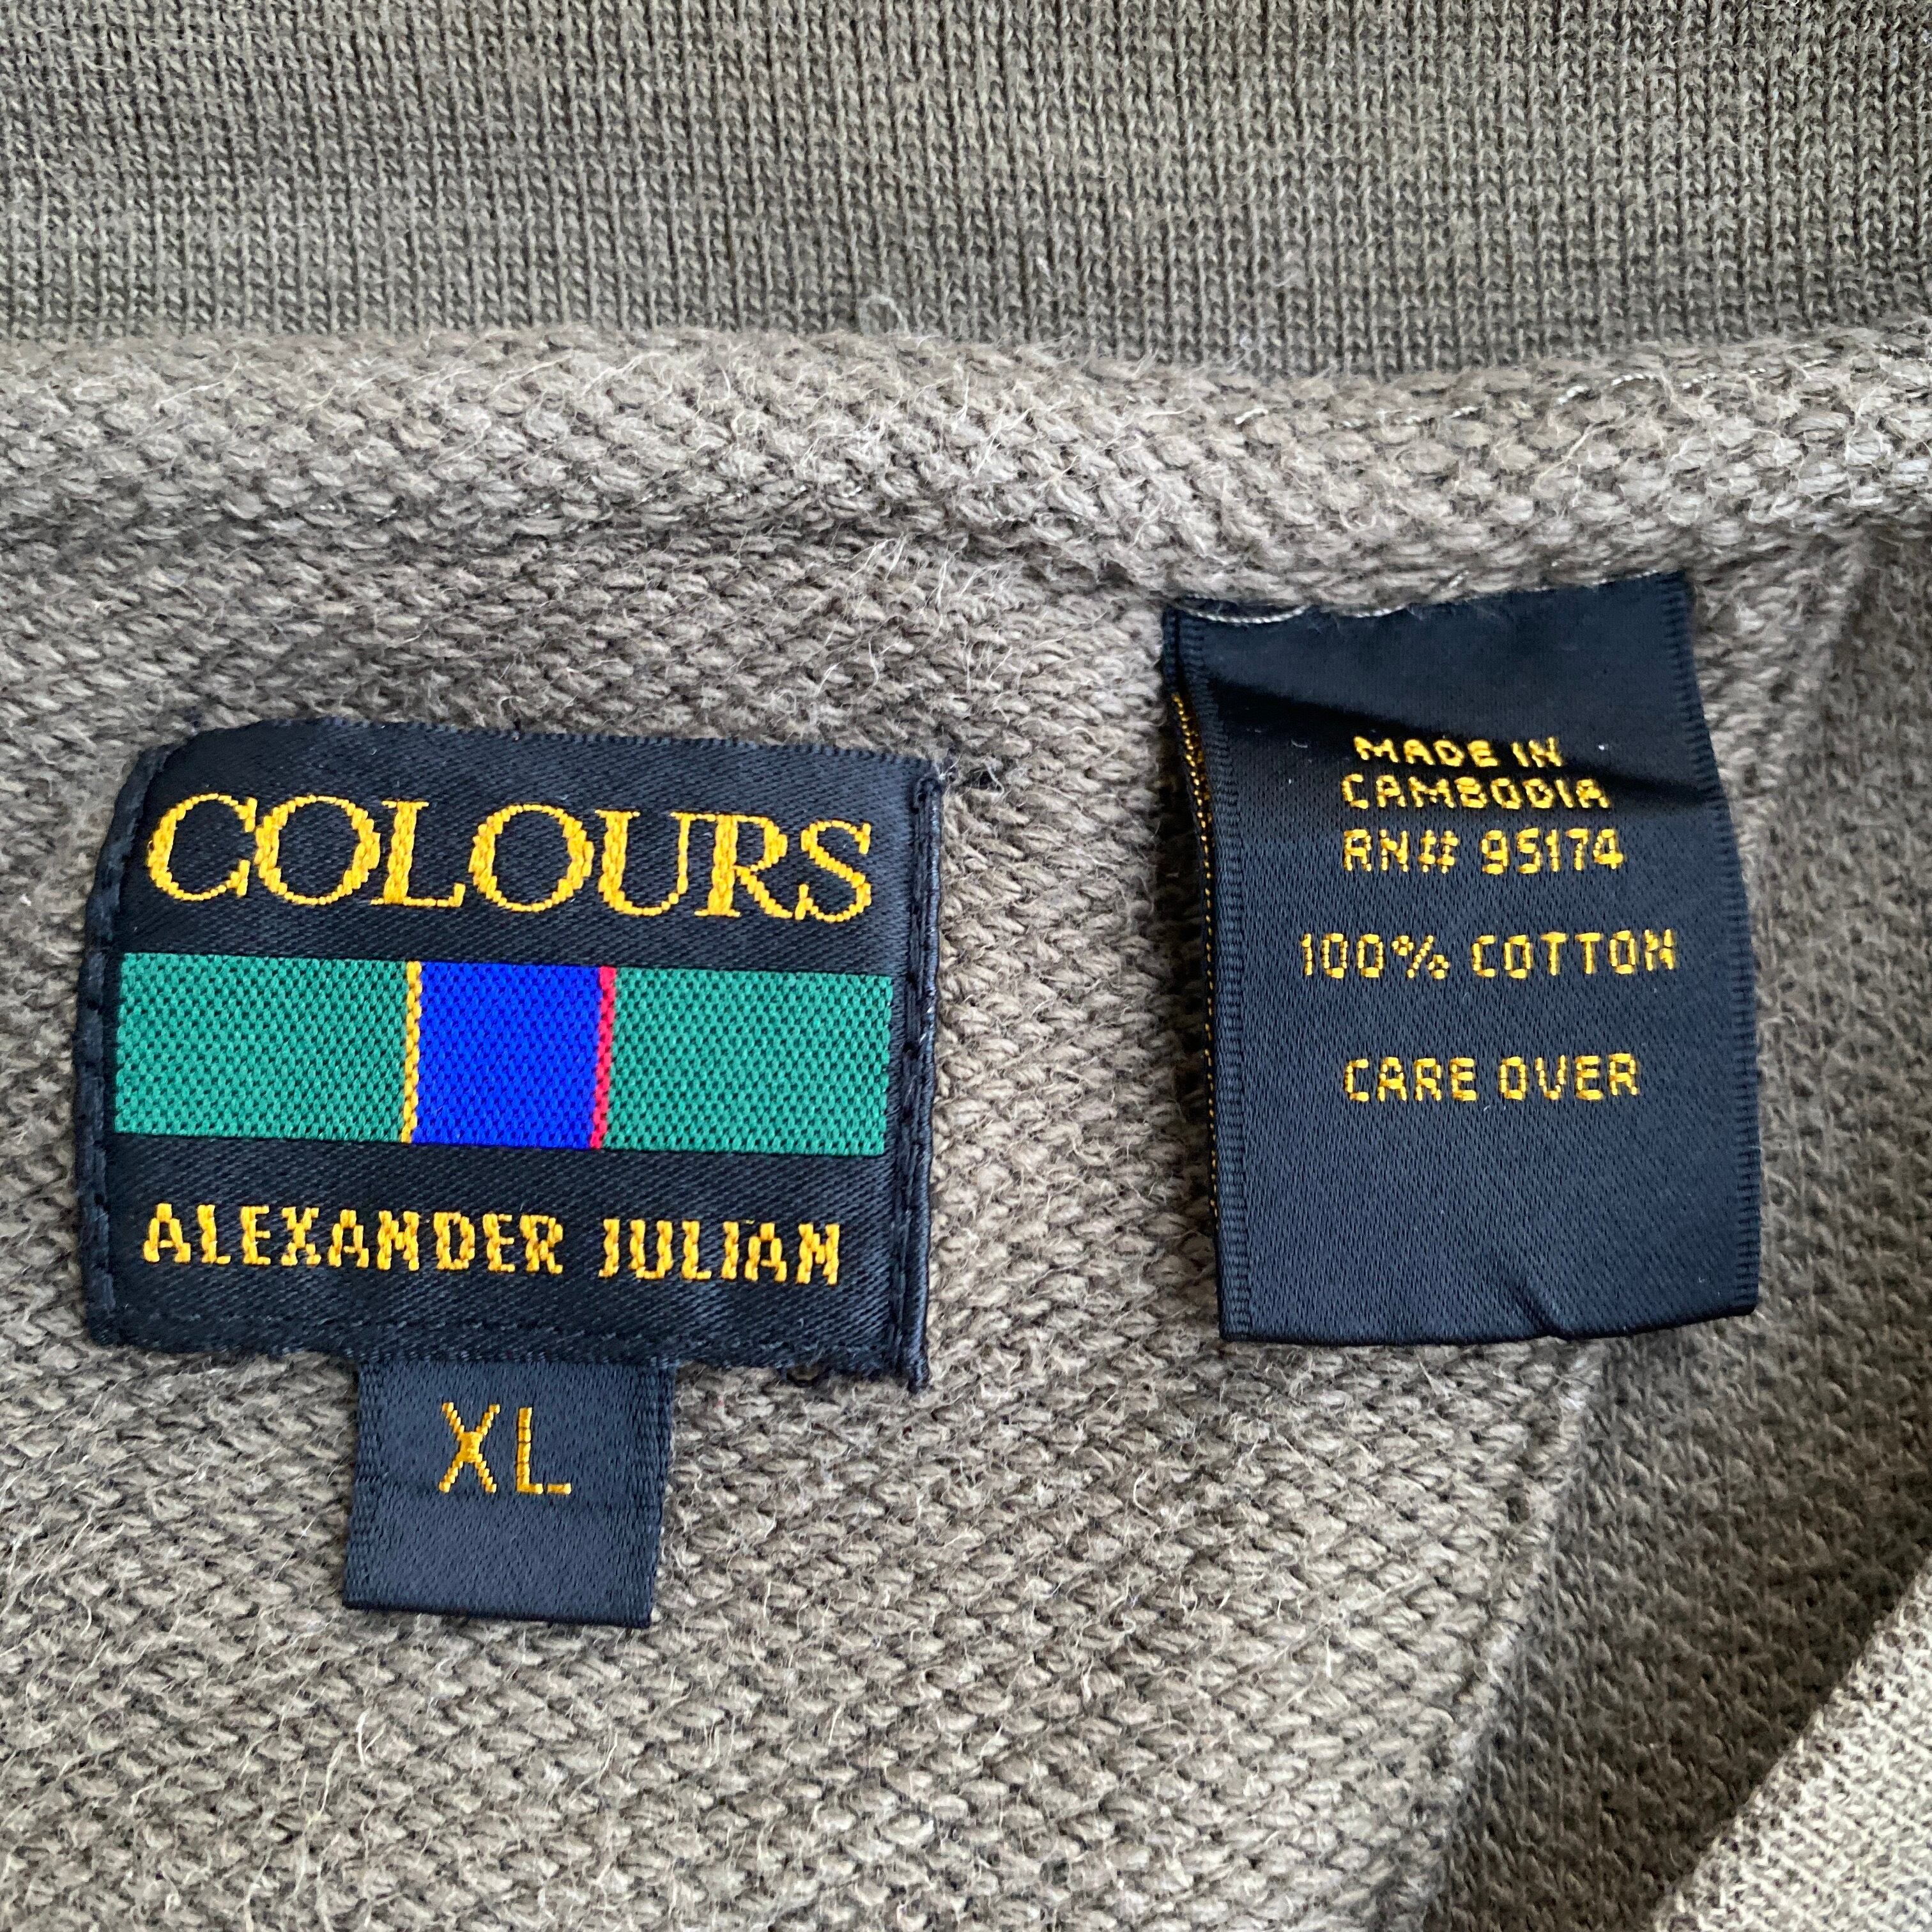 COLOURS
ALEXANDER JULIAN
XL
MADE IN
CAMBODIA
RN# 95174
100% COTTON
CARE OVER